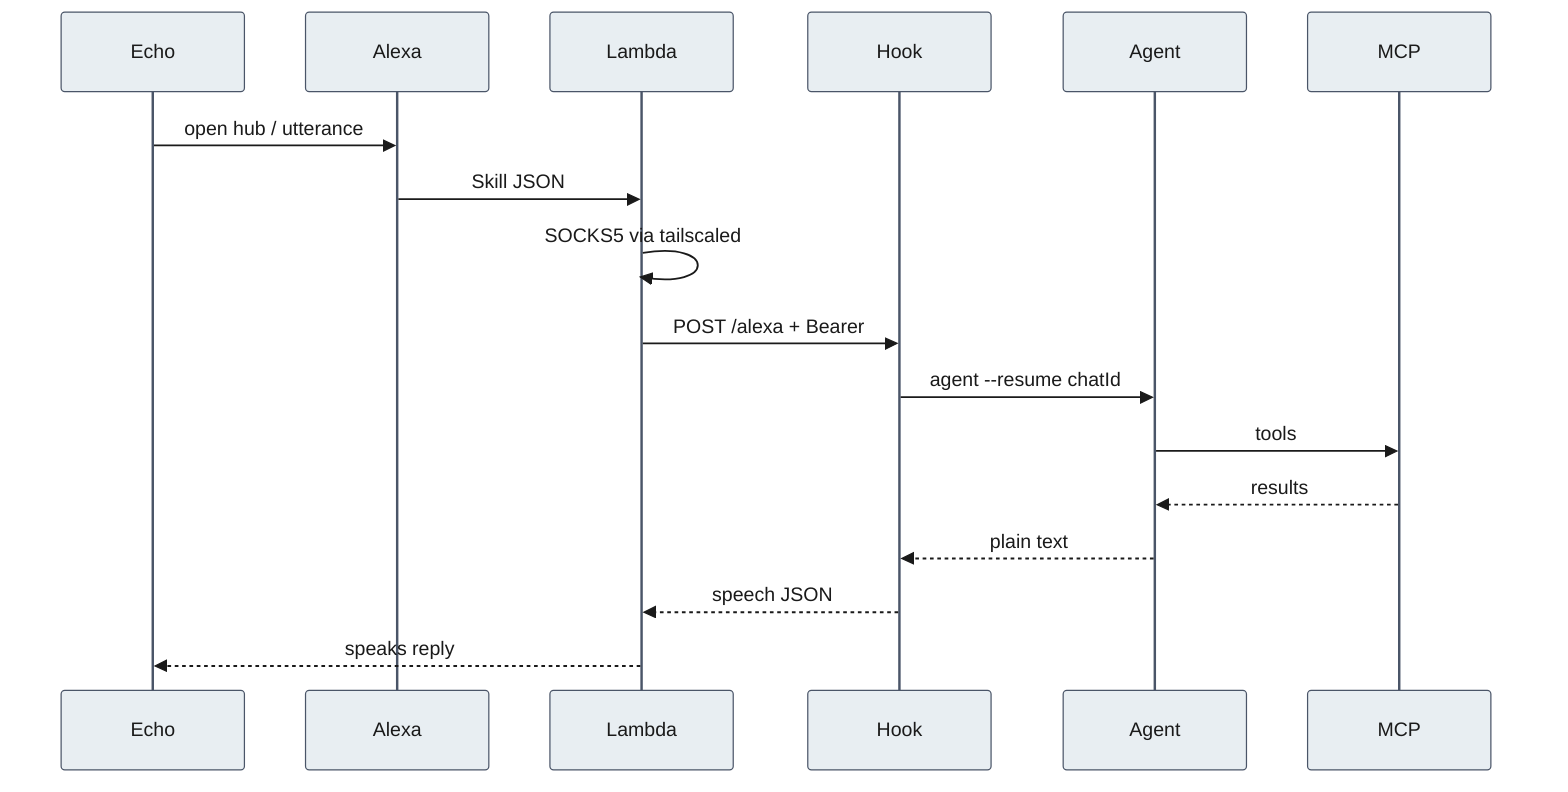 Echo
Alexa
Lambda
Hook
Agent
MCP
open hub / utterance
Skill JSON
SOCKS5 via tailscaled
POST /alexa + Bearer
agent --resume chatId
tools
results
plain text
speech JSON
speaks reply
Echo
Alexa
Lambda
Hook
Agent
MCP